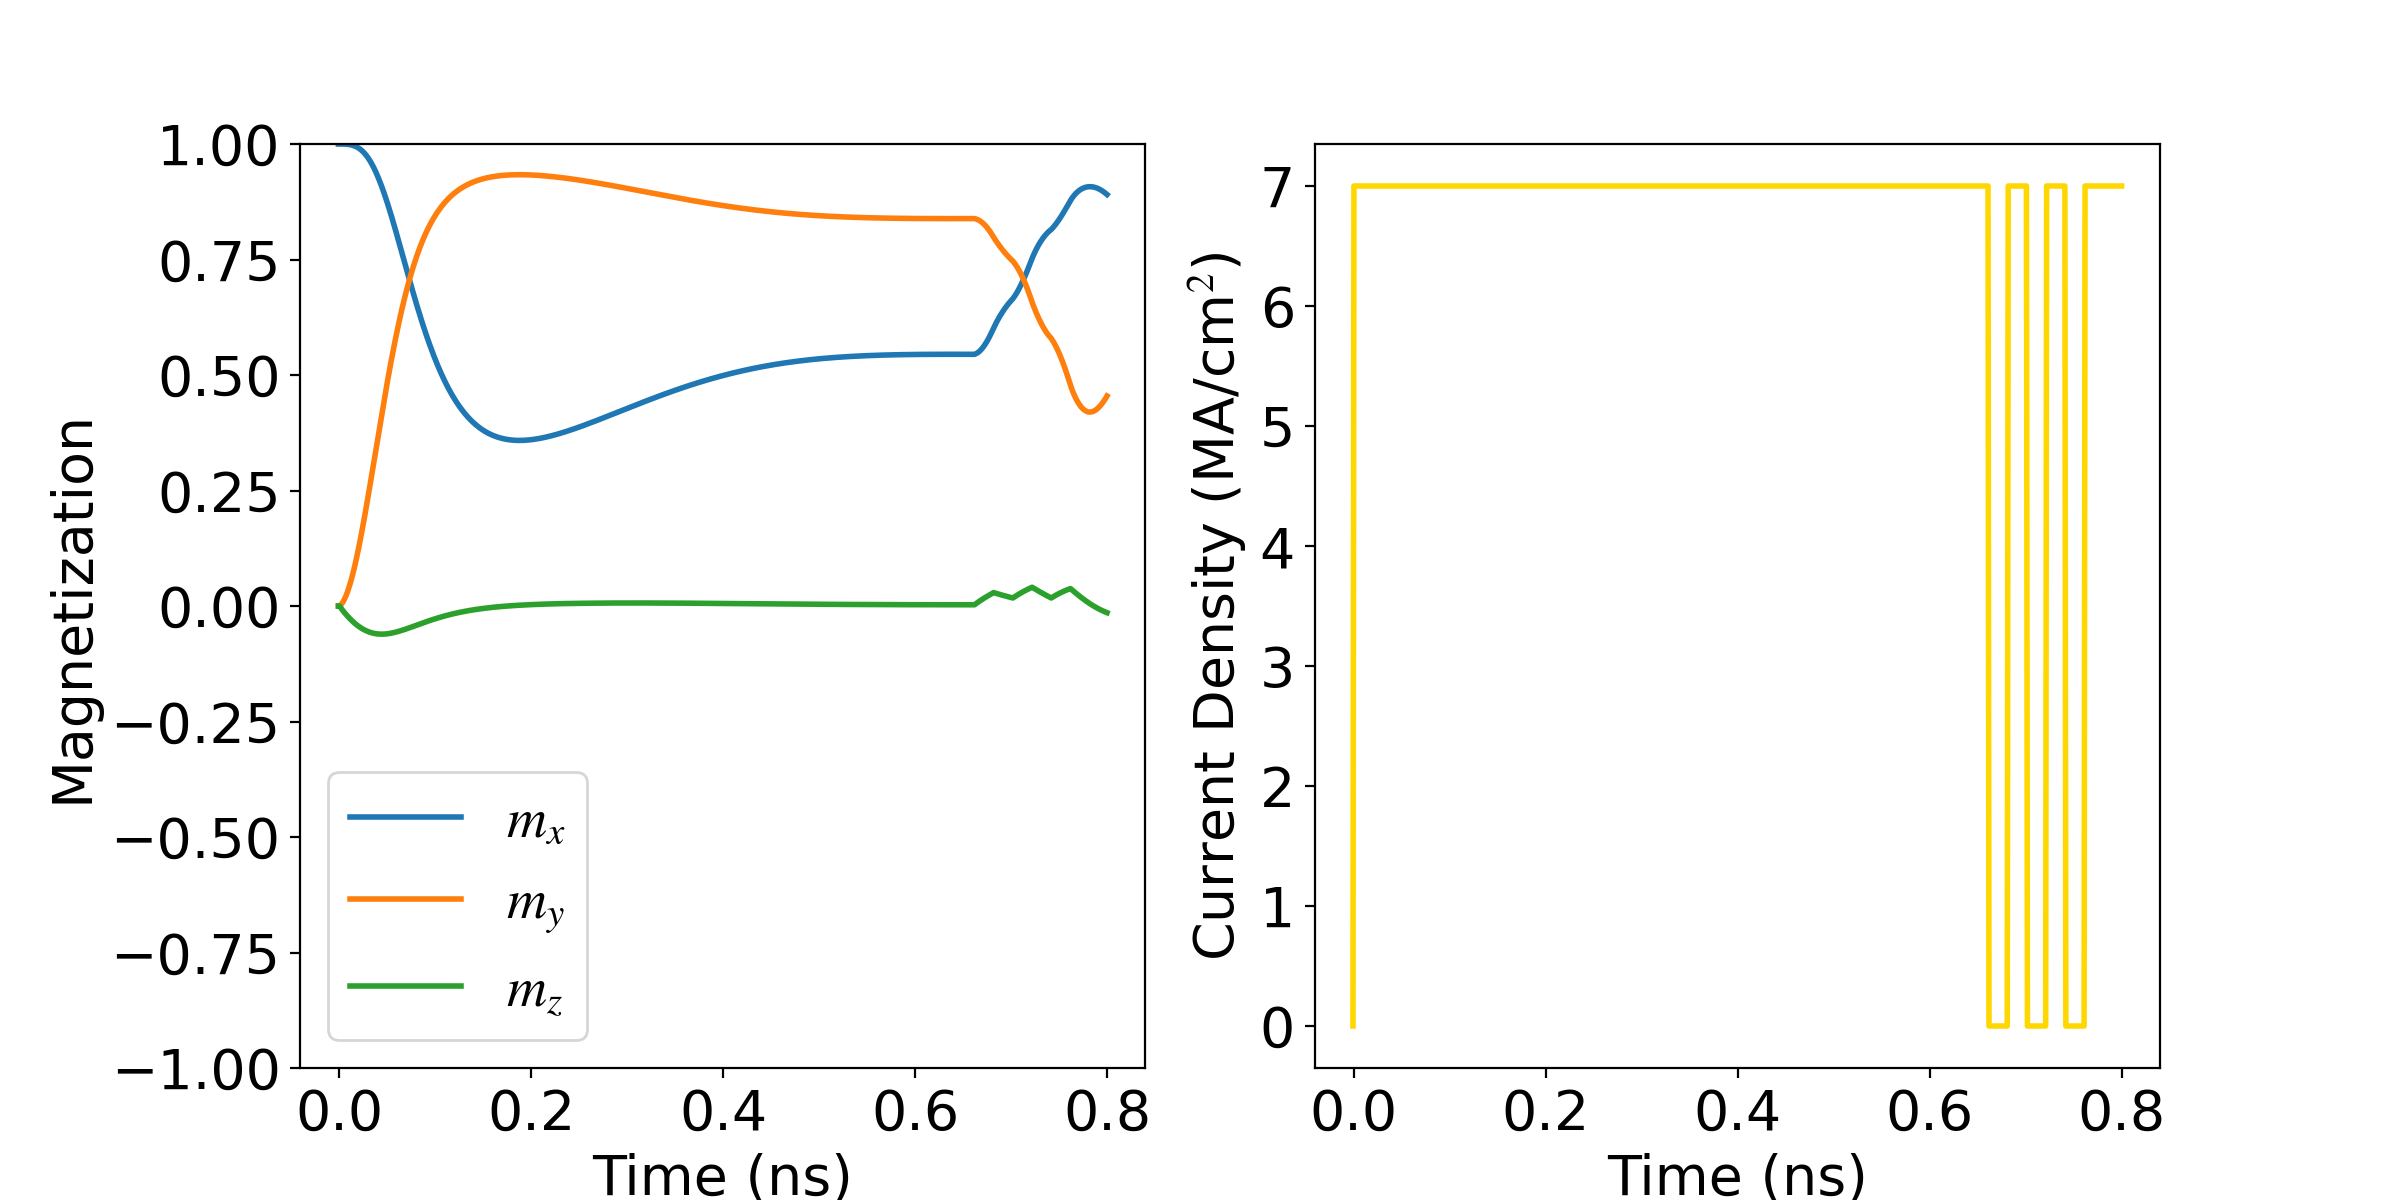 1.00
0.75
0.50
0.25
0.00
−0.25
−0.50
−0.75
−1.00
Magnetization
0.0 0.2 0.4 0.6 0.8
Time (ns)
m_x
m_y
m_z
7
6
5
4
3
2
1
0
Current Density (MA/cm²)
0.0 0.2 0.4 0.6 0.8
Time (ns)